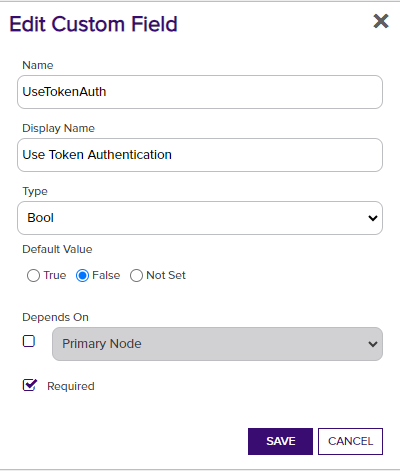 Edit Custom Field
Name
UseTokenAuth
Display Name
Use Token Authentication
Type
Bool
Default Value
True False Not Set
Depends On
Primary Node
Required
SAVE CANCEL